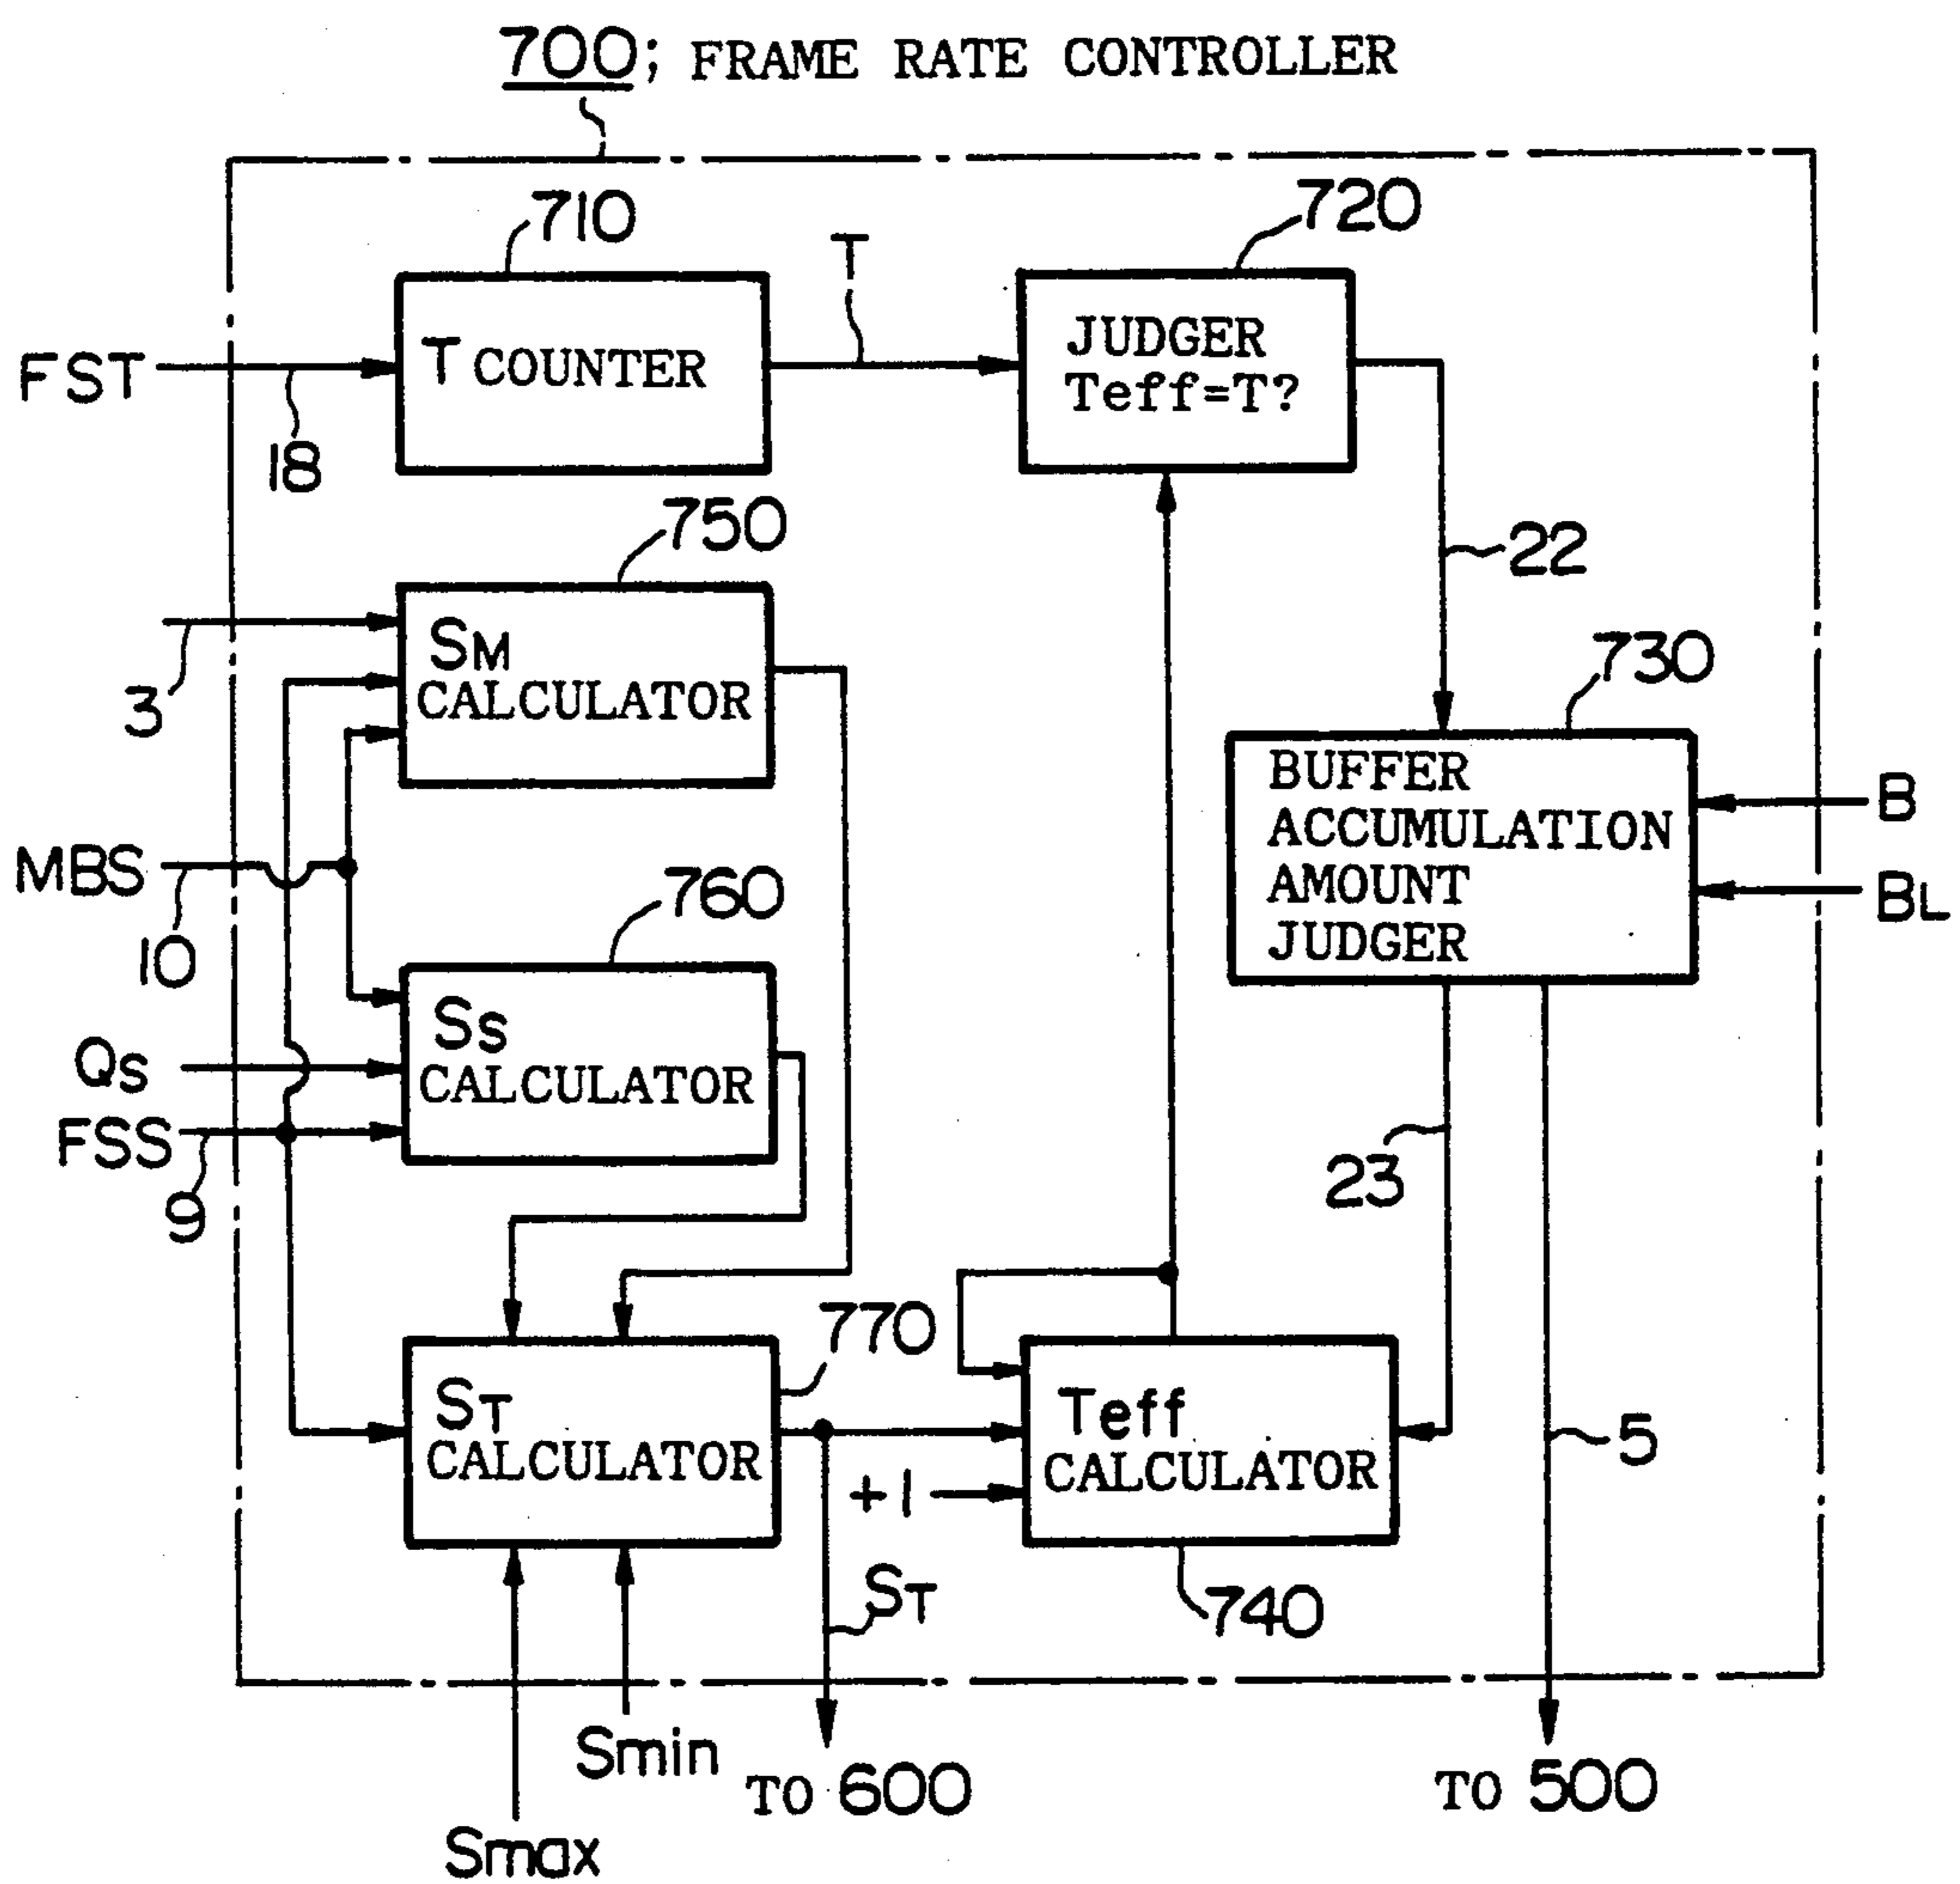 700; FRAME RATE CONTROLLER
710
T
720
FST
18
T COUNTER
JUDGER
Teff=T?
750
22
3
SM
CALCULATOR
730
MBS
10
BUFFER
ACCUMULATION
AMOUNT
JUDGER
B
BL
760
Qs
FSS
9
Ss
CALCULATOR
23
770
ST
CALCULATOR
Teff
CALCULATOR
+1
5
ST
740
Smin
Smax
TO 600
TO 500